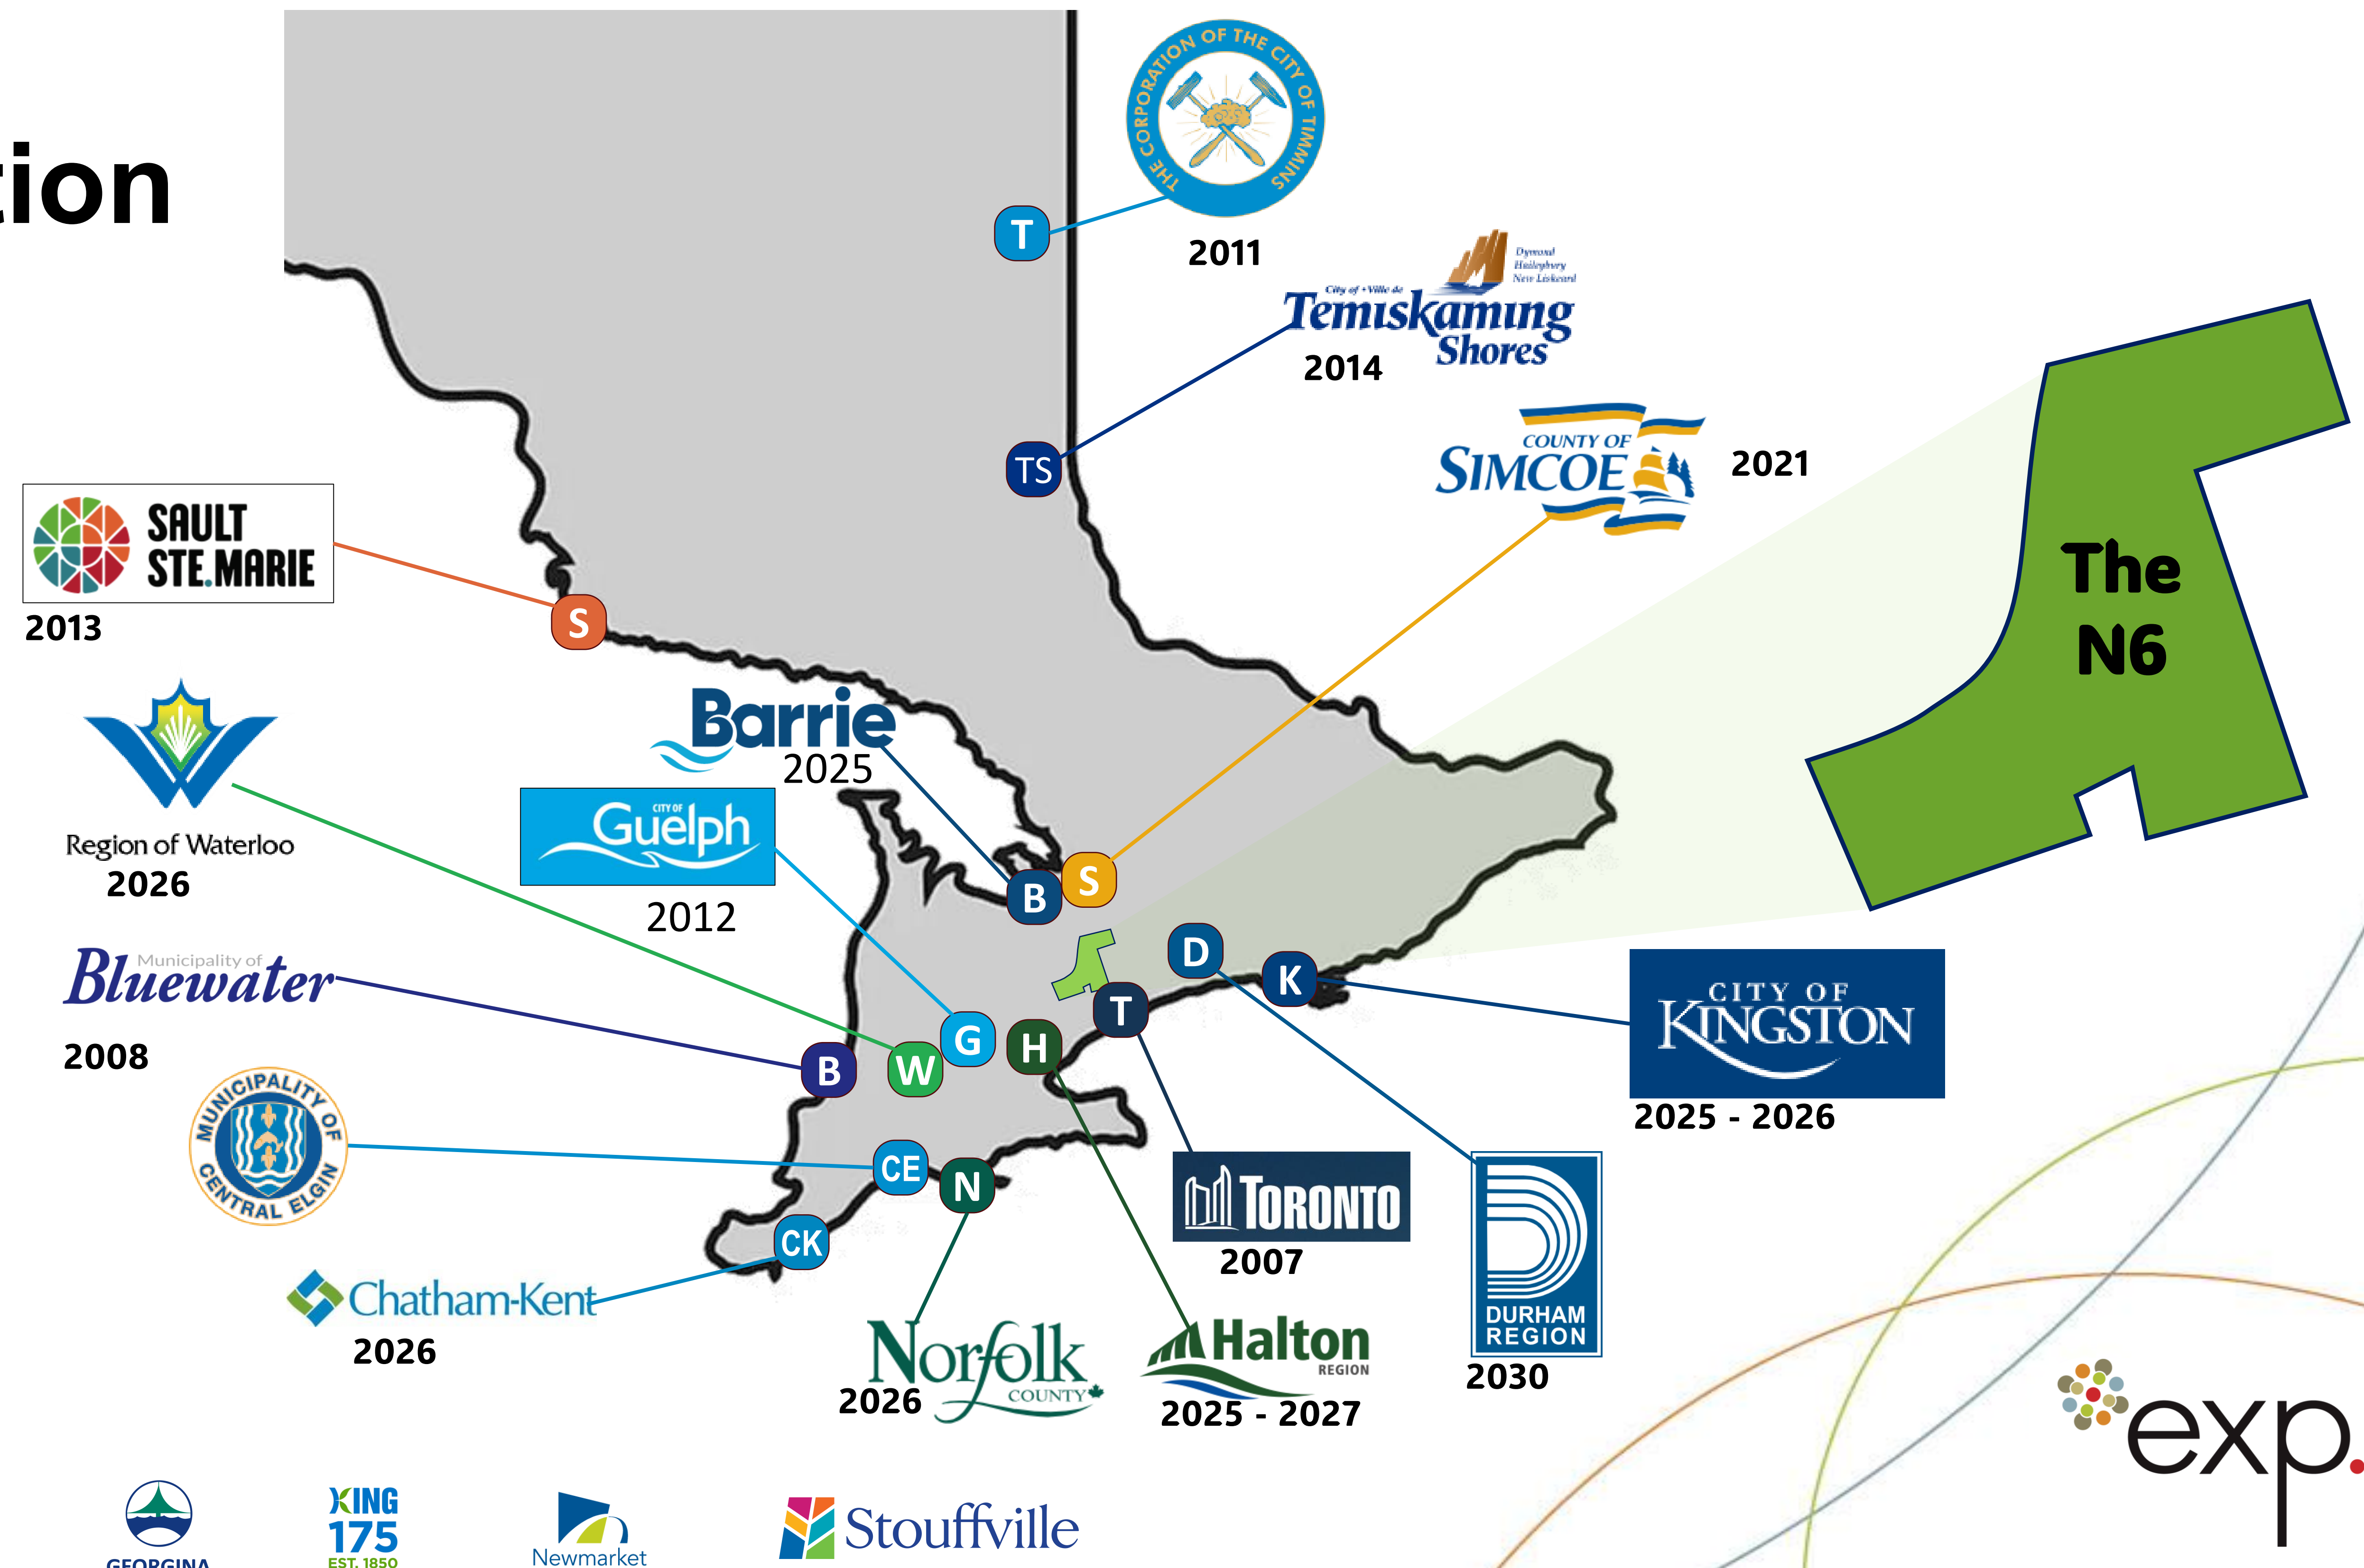 tion
THE CORPORATION OF THE CITY OF TIMMINS
T
2011
Dymond
Haileybury
New Liskeard
City of • Ville de
Temiskaming
Shores
2014
TS
COUNTY OF
SIMCOE
2021
The
N6
SAULT
STE.MARIE
2013
S
Barrie
2025
Region of Waterloo
2026
CITY OF
Guelph
2012
B
S
Municipality of
Bluewater
2008
D
K
T
CITY OF
KINGSTON
2025 - 2026
B
W
G
H
MUNICIPALITY OF
CENTRAL ELGIN
CE
N
CK
TORONTO
2007
DURHAM
REGION
2030
Chatham-Kent
2026
Norfolk
COUNTY
2026
Halton
REGION
2025 - 2027
exp.
GEORGINA
KING
175
EST. 1850
Newmarket
Stouffville